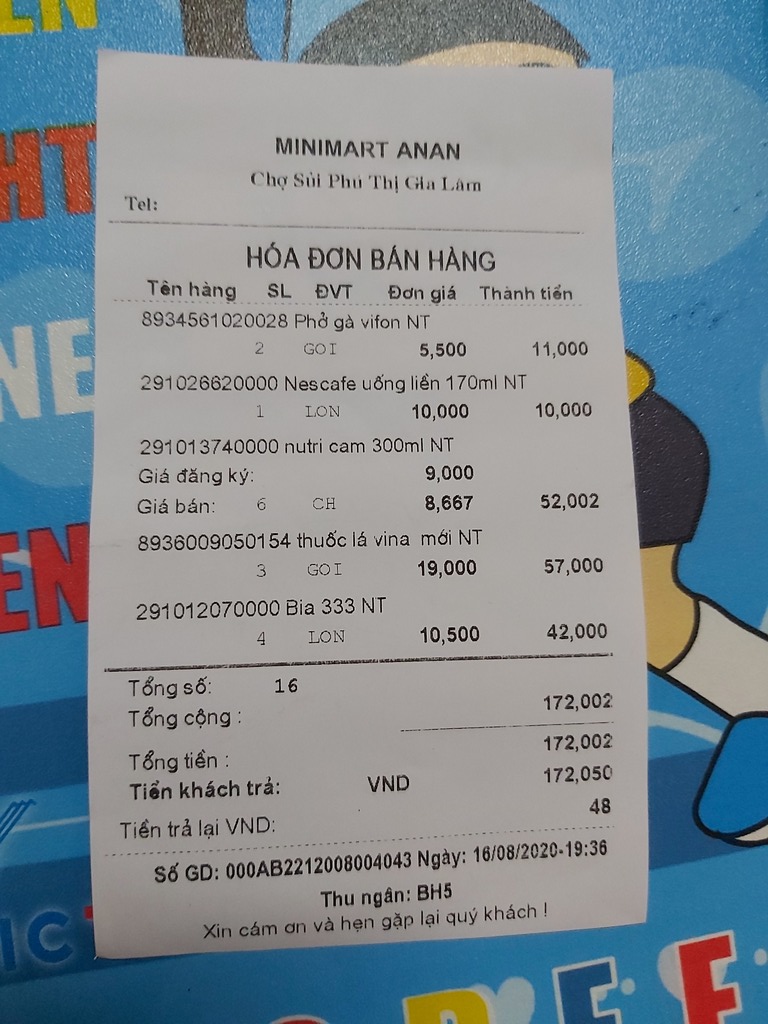 EN
HT
NE
EN
MINIMART ANAN
Chợ Sủi Phú Thị Gia Lâm
Tel:
HÓA ĐƠN BÁN HÀNG
Tên hàng SL ĐVT Đơn giá Thành tiền
8934561020028 Phở gà vifon NT
2 GOI 5,500 11,000
291026620000 Nescafe uống liền 170ml NT
1 LON 10,000 10,000
291013740000 nutri cam 300ml NT
Giá đăng ký: 9,000
Giá bán: 6 CH 8,667 52,002
8936009050154 thuốc lá vina mới NT
3 GOI 19,000 57,000
291012070000 Bia 333 NT
4 LON 10,500 42,000
Tổng số: 16
Tổng cộng : 172,002
Tổng tiền : 172,002
Tiền khách trả: VND 172,050
Tiền trả lại VND: 48
Số GD: 000AB2212008004043 Ngày: 16/08/2020-19:36
Thu ngân: BH5
Xin cám ơn và hẹn gặp lại quý khách !
IC